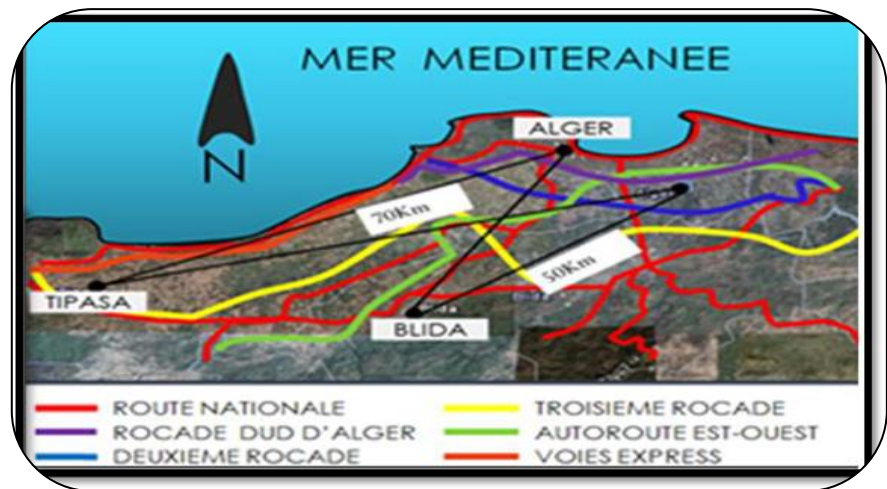 MER MEDITERANEE
ALGER
N
70Km
50Km
TIPASA
BLIDA
ROUTE NATIONALE
TROISIEME ROCADE
ROCADE DUD D'ALGER
AUTOROUTE EST-OUEST
DEUXIEME ROCADE
VOIES EXPRESS